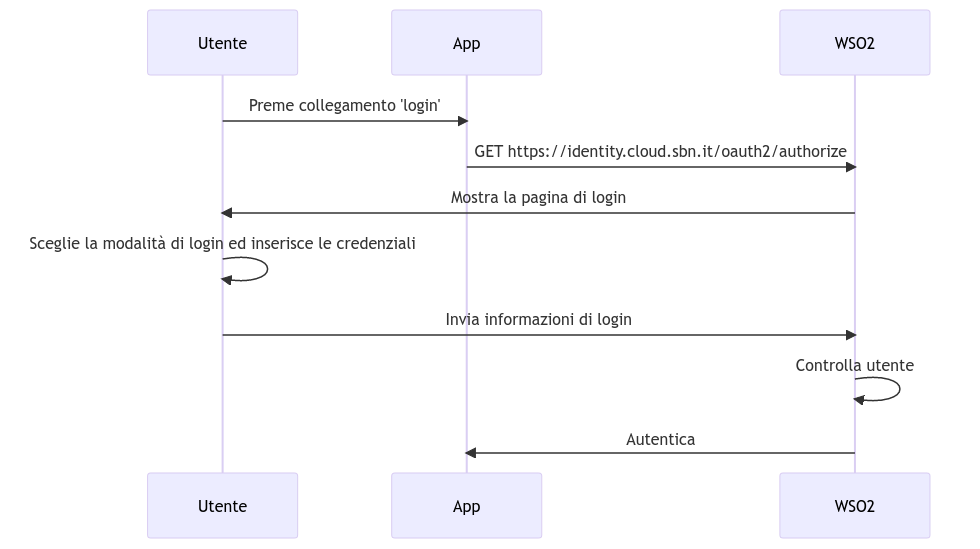 Utente
App
WSO2
Preme collegamento 'login'
GET https://identity.cloud.sbn.it/oauth2/authorize
Mostra la pagina di login
Sceglie la modalità di login ed inserisce le credenziali
Invia informazioni di login
Controlla utente
Autentica
Utente
App
WSO2